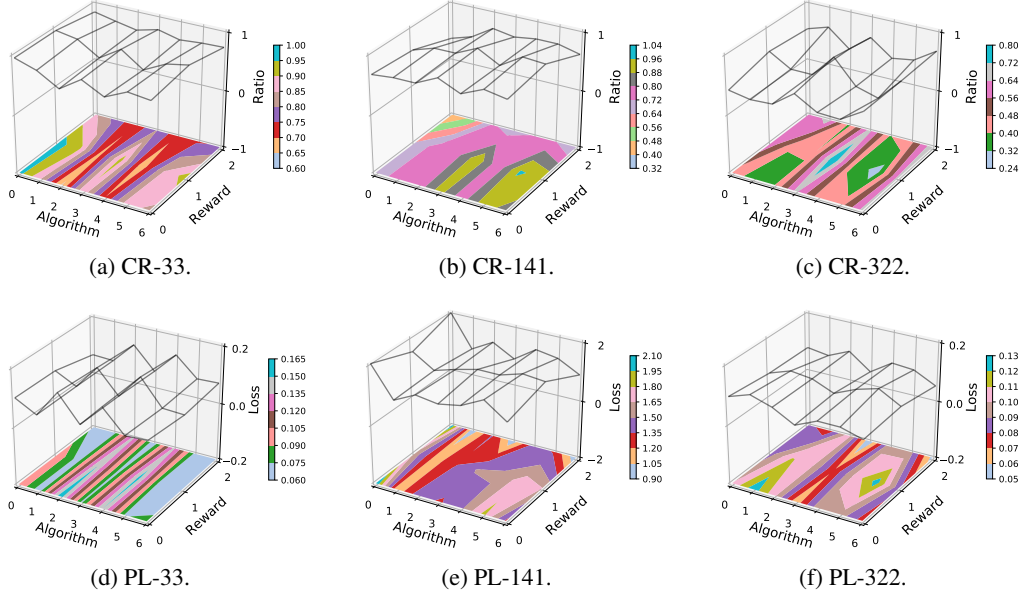 1
0
−1
Ratio
1.00
0.95
0.90
0.85
0.80
0.75
0.70
0.65
0.60
0 1 2 3 4 5 6
Algorithm
0 1 2
Reward
(a) CR-33.
1
0
−1
Ratio
1.04
0.96
0.88
0.80
0.72
0.64
0.56
0.48
0.40
0.32
0 1 2 3 4 5 6
Algorithm
0 1 2
Reward
(b) CR-141.
1
0
−1
Ratio
0.80
0.72
0.64
0.56
0.48
0.40
0.32
0.24
0 1 2 3 4 5 6
Algorithm
0 1 2
Reward
(c) CR-322.
0.2
0.0
−0.2
Loss
0.165
0.150
0.135
0.120
0.105
0.090
0.075
0.060
0 1 2 3 4 5 6
Algorithm
0 1 2
Reward
(d) PL-33.
2
0
−2
Loss
2.10
1.95
1.80
1.65
1.50
1.35
1.20
1.05
0.90
0 1 2 3 4 5 6
Algorithm
0 1 2
Reward
(e) PL-141.
0.2
0.0
−0.2
Loss
0.13
0.12
0.11
0.10
0.09
0.08
0.07
0.06
0.05
0 1 2 3 4 5 6
Algorithm
0 1 2
Reward
(f) PL-322.